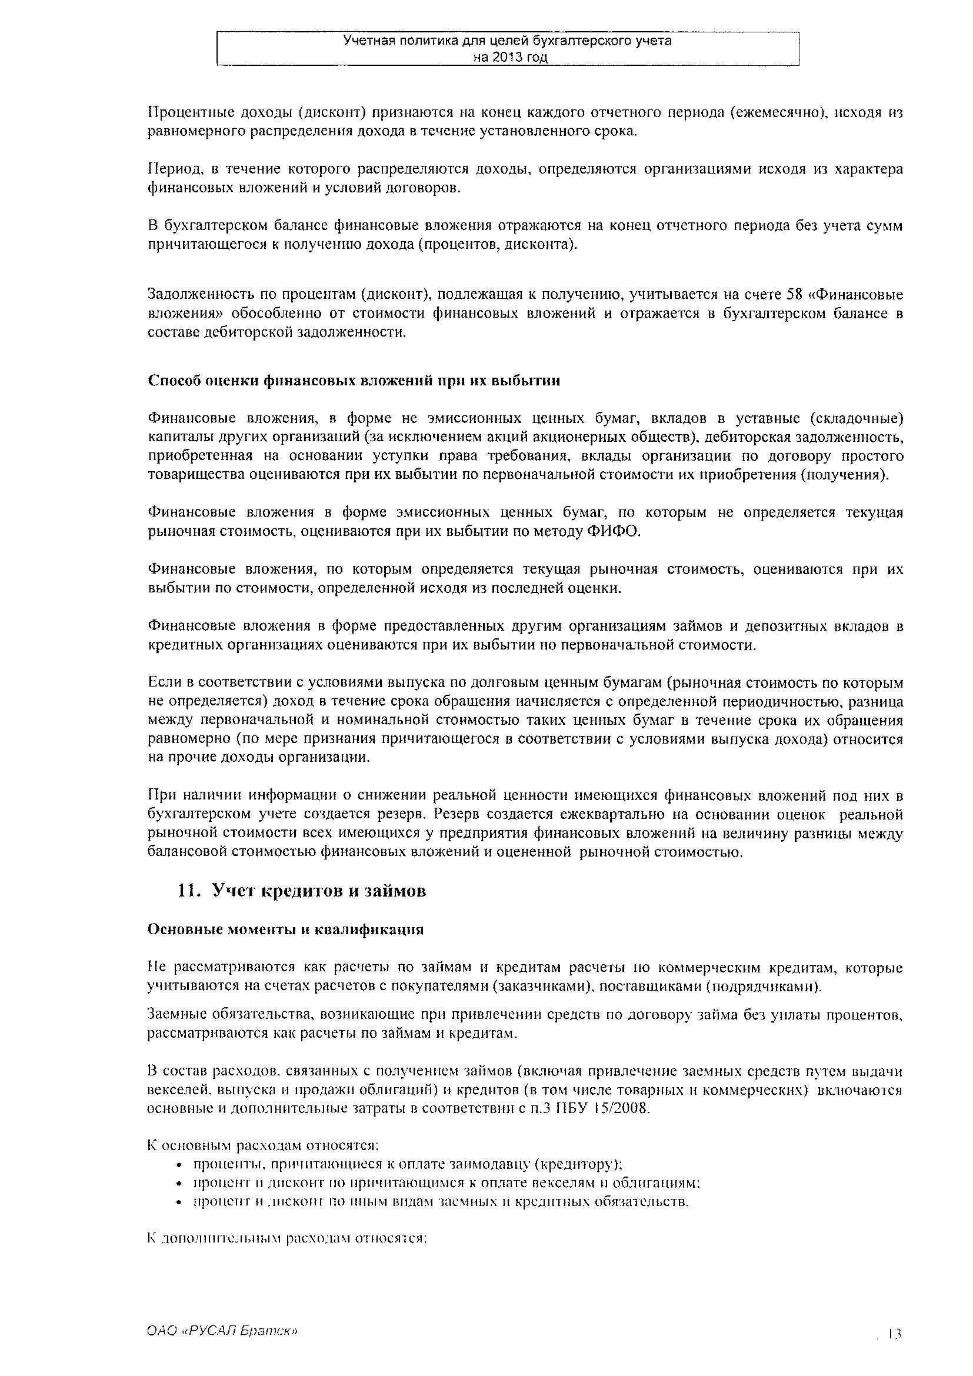 Учетная политика для целей бухгалтерского учета
на 2013 год
Процентные доходы (дисконт) признаются на конец каждого отчетного периода (ежемесячно), исходя из
равномерного распределения дохода в течение установленного срока.
Период, в течение которого распределяются доходы, определяются организациями исходя из характера
финансовых вложений и условий договоров.
В бухгалтерском балансе финансовые вложения отражаются на конец отчетного периода без учета сумм
причитающегося к получению дохода (процентов, дисконта).
Задолженность по процентам (дисконт), подлежащая к получению, учитывается на счете 58 «Финансовые
вложения» обособленно от стоимости финансовых вложений и отражается в бухгалтерском балансе в
составе дебиторской задолженности.
Способ оценки финансовых вложений при их выбытии
Финансовые вложения, в форме не эмиссионных ценных бумаг, вкладов в уставные (складочные)
капиталы других организаций (за исключением акций акционерных обществ), дебиторская задолженность,
приобретенная на основании уступки права требования, вклады организации по договору простого
товарищества оцениваются при их выбытии по первоначальной стоимости их приобретения (получения).
Финансовые вложения в форме эмиссионных ценных бумаг, по которым не определяется текущая
рыночная стоимость, оцениваются при их выбытии по методу ФИФО.
Финансовые вложения, по которым определяется текущая рыночная стоимость, оцениваются при их
выбытии по стоимости, определенной исходя из последней оценки.
Финансовые вложения в форме предоставленных другим организациям займов и депозитных вкладов в
кредитных организациях оцениваются при их выбытии по первоначальной стоимости.
Если в соответствии с условиями выпуска по долговым ценным бумагам (рыночная стоимость по которым
не определяется) доход в течение срока обращения начисляется с определенной периодичностью, разница
между первоначальной и номинальной стоимостью таких ценных бумаг в течение срока их обращения
равномерно (по мере признания причитающегося в соответствии с условиями выпуска дохода) относится
на прочие доходы организации.
При наличии информации о снижении реальной ценности имеющихся финансовых вложений под них в
бухгалтерском учете создается резерв. Резерв создается ежеквартально на основании оценок реальной
рыночной стоимости всех имеющихся у предприятия финансовых вложений на величину разницы между
балансовой стоимостью финансовых вложений и оцененной рыночной стоимостью.
11. Учет кредитов и займов
Основные моменты и квалификация
Не рассматриваются как расчеты по займам и кредитам расчеты по коммерческим кредитам, которые
учитываются на счетах расчетов с покупателями (заказчиками), поставщиками (подрядчиками).
Заемные обязательства, возникающие при привлечении средств по договору займа без уплаты процентов,
рассматриваются как расчеты по займам и кредитам.
В состав расходов, связанных с получением займов (включая привлечение заемных средств путем выдачи
векселей, выпуска и продажи облигаций) и кредитов (в том числе товарных и коммерческих) включаются
основные и дополнительные затраты в соответствии с п.3 ПБУ 15/2008.
К основным расходам относятся:
• проценты, причитающиеся к оплате заимодавцу (кредитору);
• процент и дисконт по причитающимся к оплате векселям и облигациям;
• процент и дисконт по иным видам заемных и кредитных обязательств.
К дополнительным расходам относятся:
ОАО «РУСАЛ Братск»
13